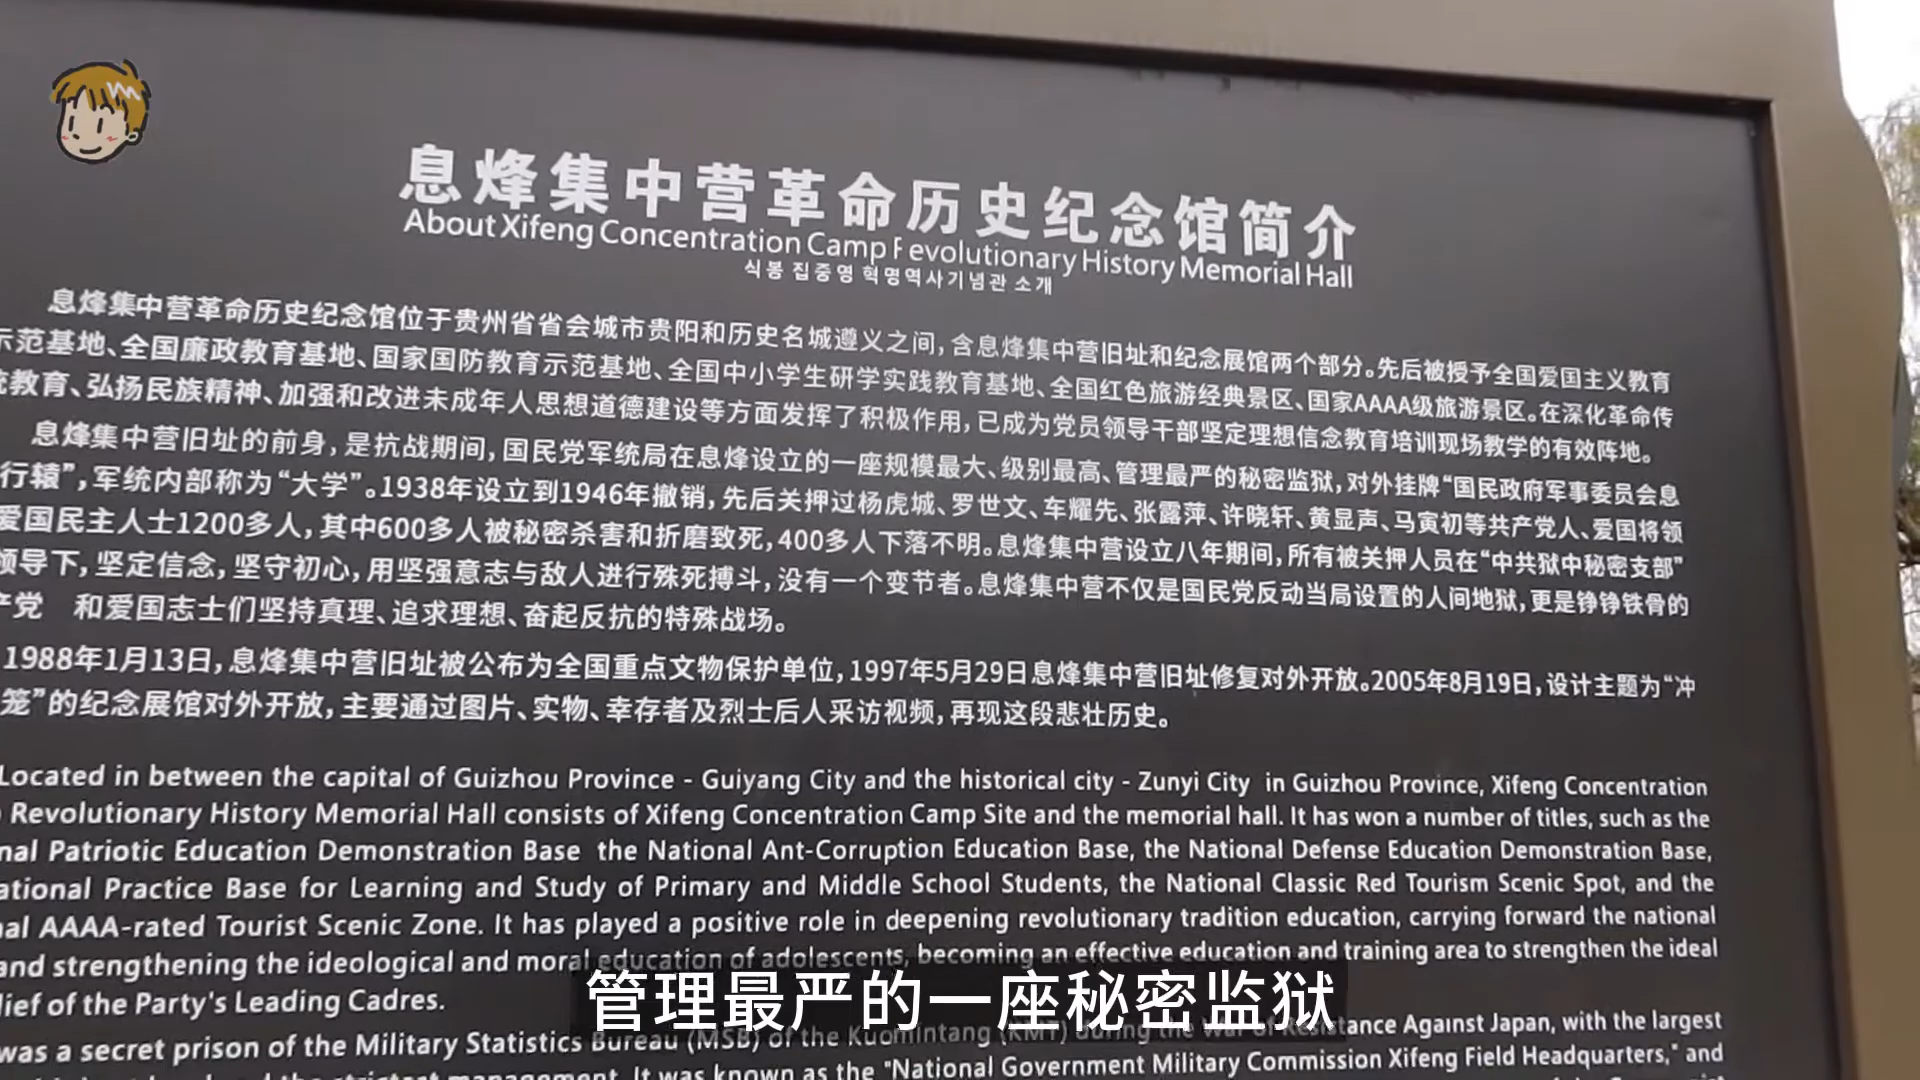 息烽集中营革命历史纪念馆简介
About Xifeng Concentration Camp F evolutionary History Memorial Hall
식봉 집중영 혁명역사기념관 소개
息烽集中营革命历史纪念馆位于贵州省省会城市贵阳和历史名城遵义之间,含息烽集中营旧址和纪念展馆两个部分。先后被授予全国爱国主义教育
示范基地、全国廉政教育基地、国家国防教育示范基地、全国中小学生研学实践教育基地、全国红色旅游经典景区、国家AAAA级旅游景区。在深化革命传
统教育、弘扬民族精神、加强和改进未成年人思想道德建设等方面发挥了积极作用,已成为党员领导干部坚定理想信念教育培训现场教学的有效阵地。
息烽集中营旧址的前身,是抗战期间,国民党军统局在息烽设立的一座规模最大、级别最高、管理最严的秘密监狱,对外挂牌“国民政府军事委员会息
行辕”,军统内部称为“大学”。1938年设立到1946年撤销,先后关押过杨虎城、罗世文、车耀先、张露萍、许晓轩、黄显声、马寅初等共产党人、爱国将领
爱国民主人士1200多人,其中600多人被秘密杀害和折磨致死,400多人下落不明。息烽集中营设立八年期间,所有被关押人员在“中共狱中秘密支部”
领导下,坚定信念,坚守初心,用坚强意志与敌人进行殊死搏斗,没有一个变节者。息烽集中营不仅是国民党反动当局设置的人间地狱,更是铮铮铁骨的
产党 和爱国志士们坚持真理、追求理想、奋起反抗的特殊战场。
1988年1月13日,息烽集中营旧址被公布为全国重点文物保护单位,1997年5月29日息烽集中营旧址修复对外开放。2005年8月19日,设计主题为“冲
笼”的纪念展馆对外开放,主要通过图片、实物、幸存者及烈士后人采访视频,再现这段悲壮历史。
Located in between the capital of Guizhou Province - Guiyang City and the historical city - Zunyi City in Guizhou Province, Xifeng Concentration
Revolutionary History Memorial Hall consists of Xifeng Concentration Camp Site and the memorial hall. It has won a number of titles, such as the
nal Patriotic Education Demonstration Base the National Ant-Corruption Education Base, the National Defense Education Demonstration Base,
ational Practice Base for Learning and Study of Primary and Middle School Students, the National Classic Red Tourism Scenic Spot, and the
nal AAAA-rated Tourist Scenic Zone. It has played a positive role in deepening revolutionary tradition education, carrying forward the national
and strengthening the ideological and moral education of adolescents, becoming an effective education and training area to strengthen the ideal
lief of the Party's Leading Cadres.
管理最严的一座秘密监狱
was a secret prison of the Military Statistics Bureau (MSB) of the Kuomintang (KMT) during the War of Resistance Against Japan, with the largest
the strictest management. It was known as the "National Government Military Commission Xifeng Field Headquarters," and